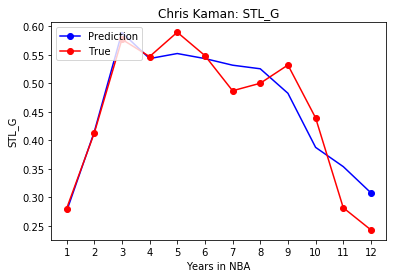 Chris Kaman: STL_G
Prediction
True
0.60
0.55
0.50
0.45
0.40
0.35
0.30
0.25
STL_G
1 2 3 4 5 6 7 8 9 10 11 12
Years in NBA